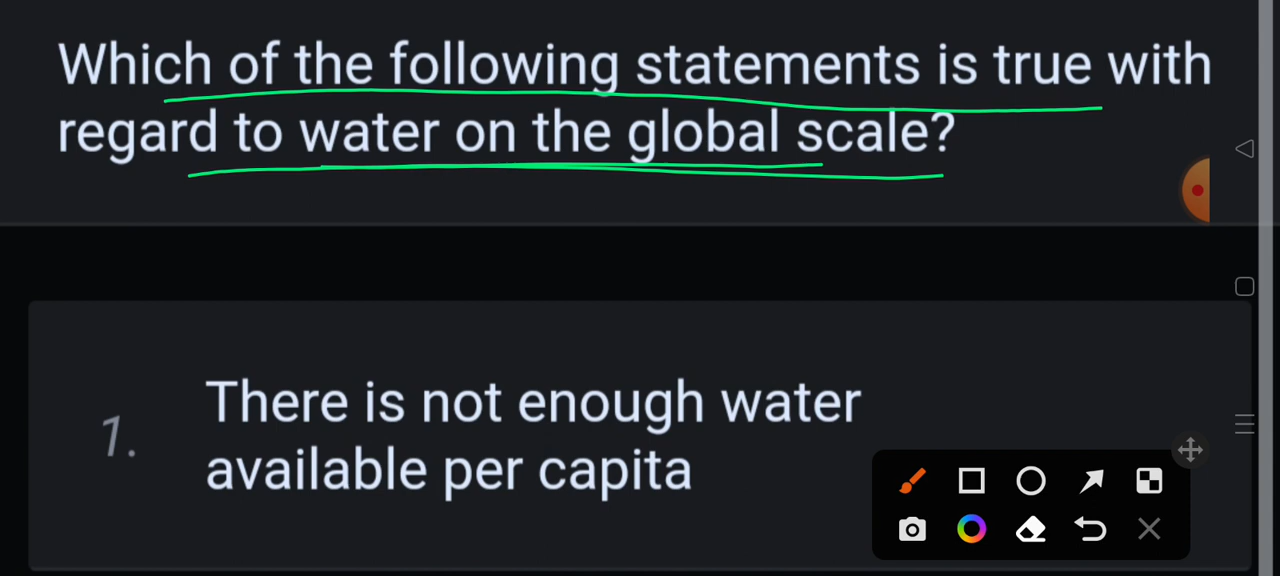 Which of the following statements is true with
regard to water on the global scale?
1.
There is not enough water
available per capita